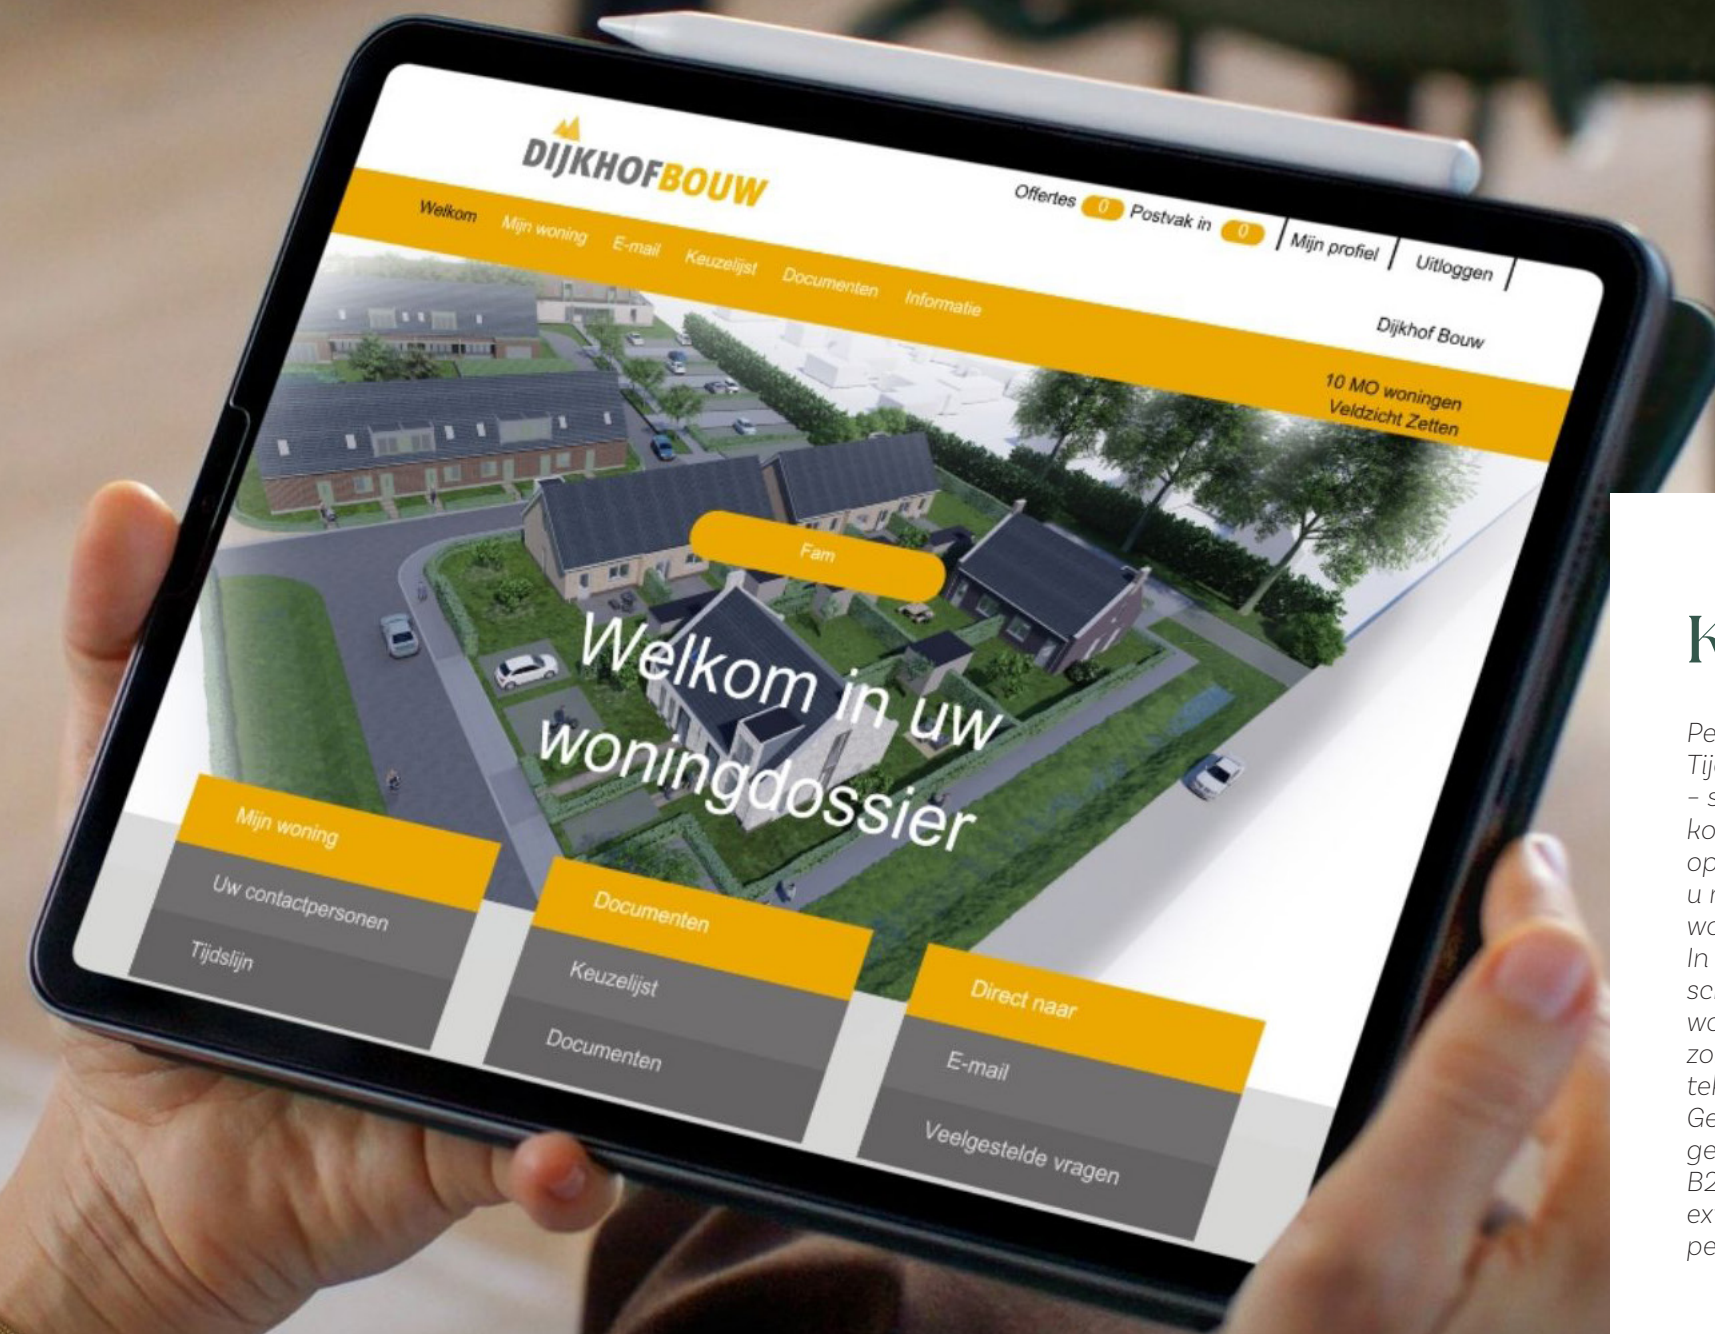 DIJKHOFBOUW
Offertes 0 Postvak in 0 Mijn profiel Uitloggen
Welkom Mijn woning E-mail Keuzelijst Documenten Informatie
Dijkhof Bouw
10 MO woningen
Veldzicht Zetten
Fam
Welkom in uw
woningdossier
Mijn woning
Uw contactpersonen
Tijdslijn
Documenten
Keuzelijst
Documenten
Direct naar
E-mail
Veelgestelde vragen